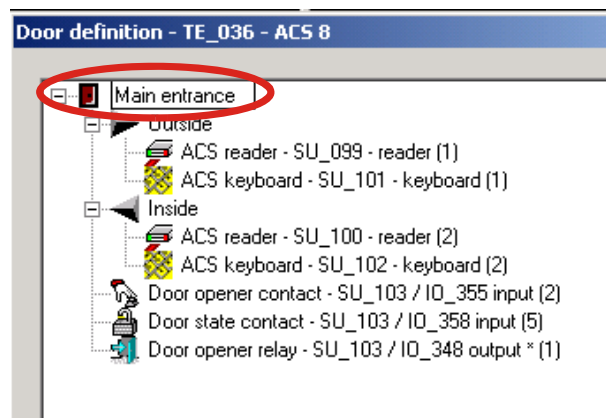 Door definition - TE_036 - ACS 8
Main entrance
Outside
ACS reader - SU_099 - reader (1)
ACS keyboard - SU_101 - keyboard (1)
Inside
ACS reader - SU_100 - reader (2)
ACS keyboard - SU_102 - keyboard (2)
Door opener contact - SU_103 / IO_355 input (2)
Door state contact - SU_103 / IO_358 input (5)
Door opener relay - SU_103 / IO_348 output * (1)